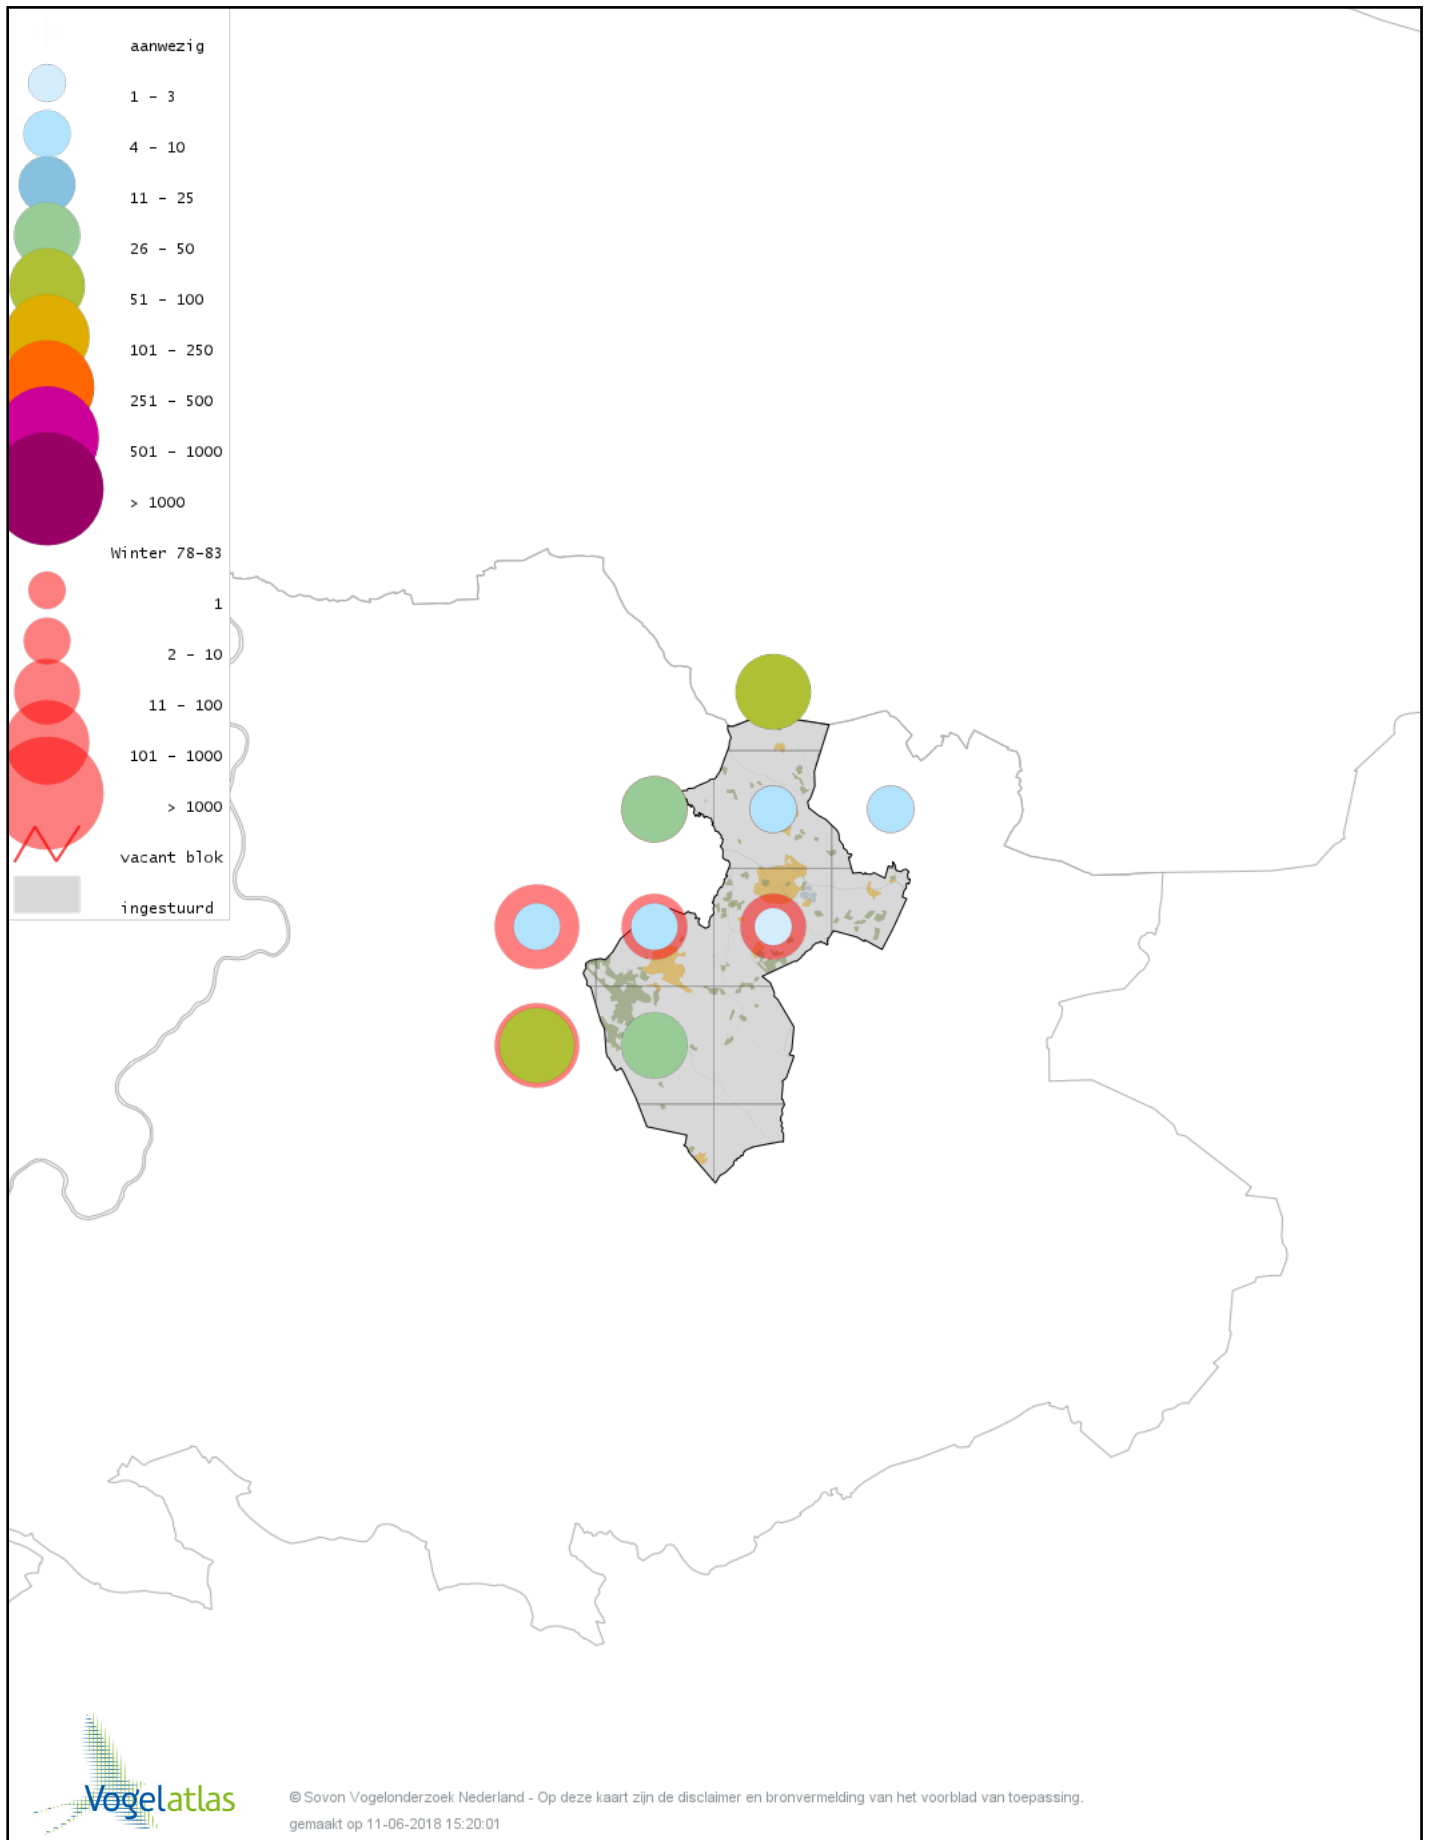 aanwezig
1 - 3
4 - 10
11 - 25
26 - 50
51 - 100
101 - 250
251 - 500
501 - 1000
> 1000
Winter 78-83
1
2 - 10
11 - 100
101 - 1000
> 1000
vacant blok
ingestuurd
Vogelatlas
© Sovon Vogelonderzoek Nederland - Op deze kaart zijn de disclaimer en bronvermelding van het voorblad van toepassing.
gemaakt op 11-06-2018 15:20:01